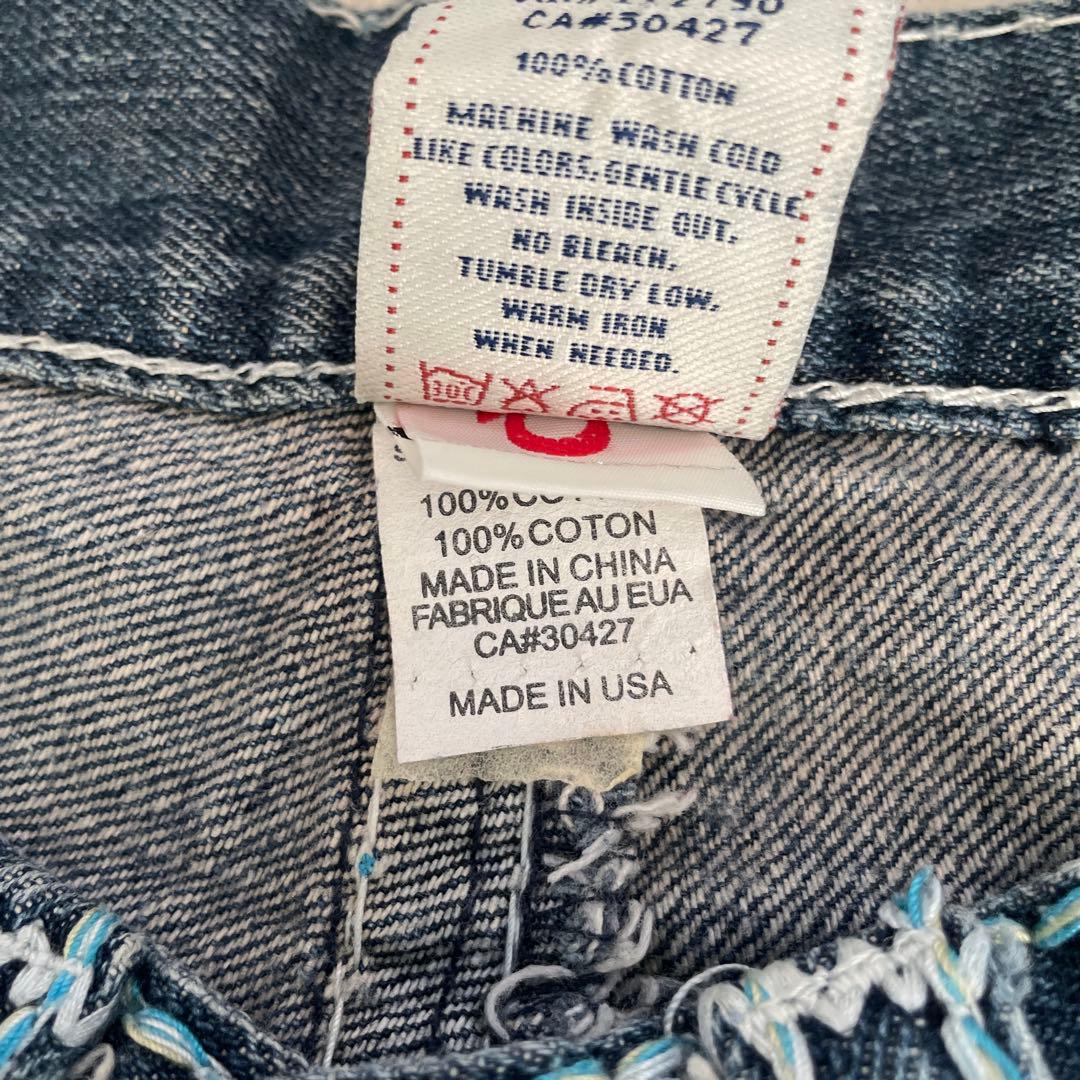 CA#30427
100% COTTON
MACHINE WASH COLD
LIKE COLORS, GENTLE CYCLE
WASH INSIDE OUT.
NO BLEACH.
TUMBLE DRY LOW.
WARM IRON
WHEN NEEDED.
30C
100% COTON
MADE IN CHINA
FABRIQUE AU EUA
CA#30427
MADE IN USA